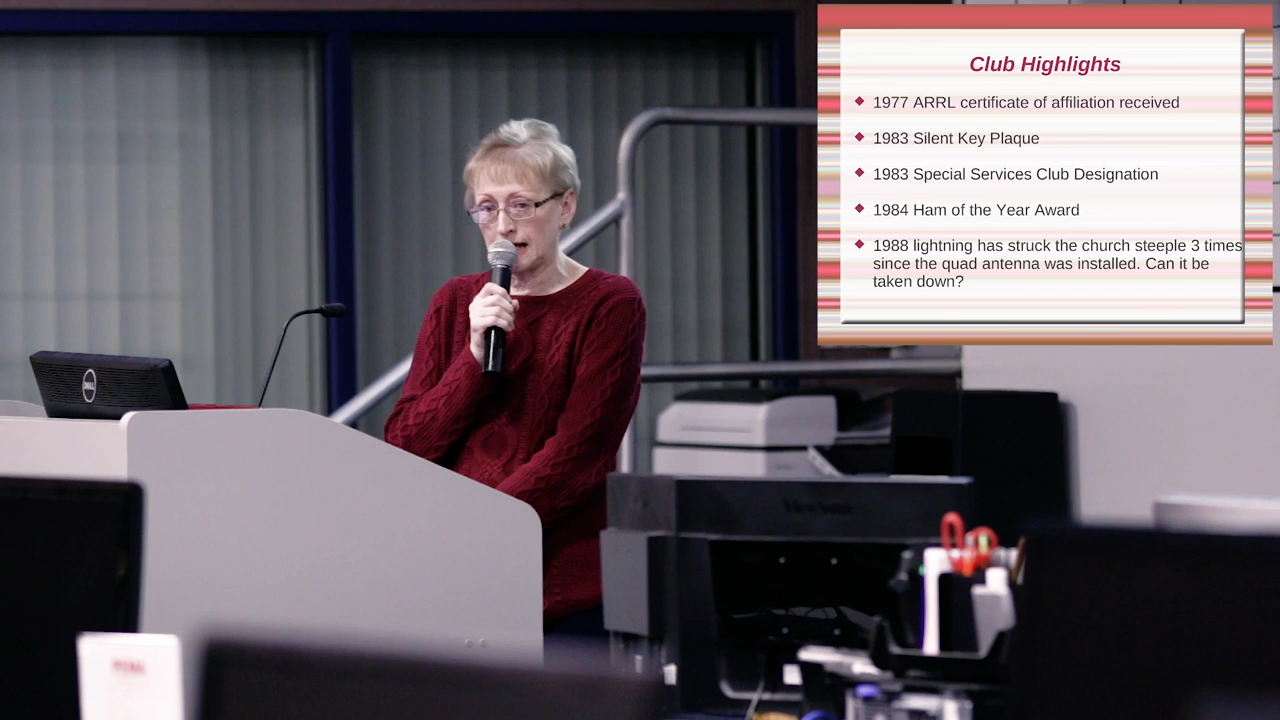 Club Highlights
1977 ARRL certificate of affiliation received
1983 Silent Key Plaque
1983 Special Services Club Designation
1984 Ham of the Year Award
1988 lightning has struck the church steeple 3 times
since the quad antenna was installed. Can it be
taken down?
DELL
ViewSonic